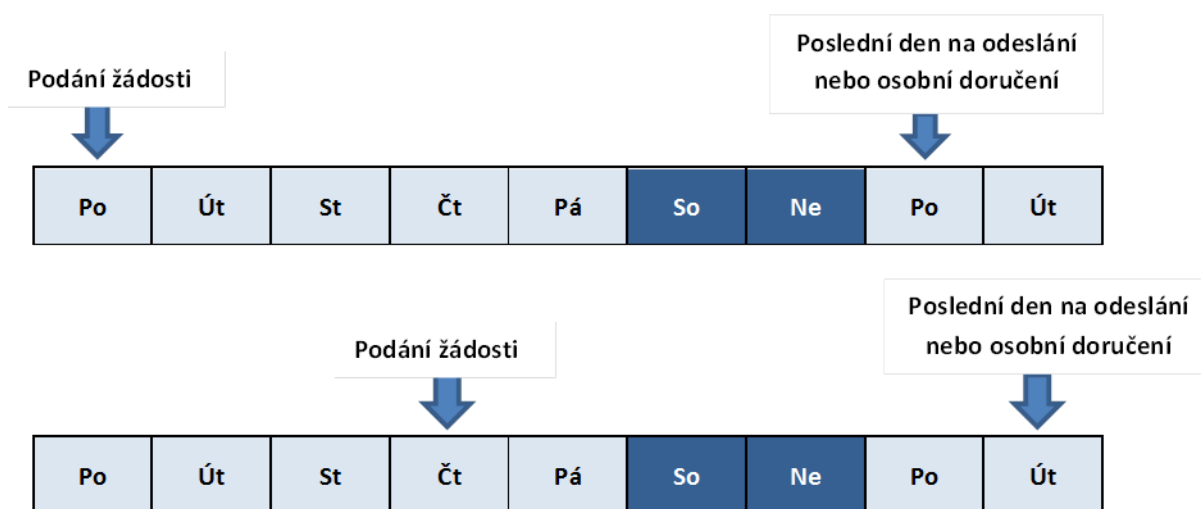 Poslední den na odeslání
nebo osobní doručení
Podání žádosti
Po Út St Čt Pá So Ne Po Út
Poslední den na odeslání
nebo osobní doručení
Podání žádosti
Po Út St Čt Pá So Ne Po Út